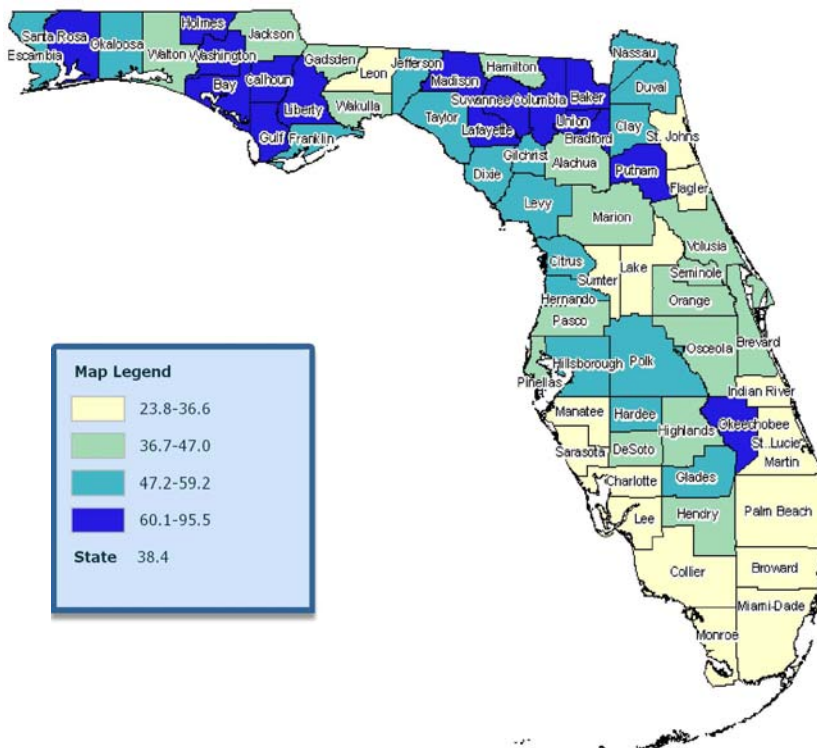 Holmes
Jackson
Santa Rosa
Okaloosa
Walton
Washington
Escambia
Gadsden
Leon
Jefferson
Madison
Hamilton
Nassau
Bay
Calhoun
Liberty
Wakulla
Taylor
Suwannee
Columbia
Baker
Duval
Gulf
Franklin
Lafayette
Union
Bradford
Clay
St. Johns
Dixie
Gilchrist
Alachua
Putnam
Flagler
Levy
Marion
Volusia
Citrus
Sumter
Lake
Seminole
Hernando
Orange
Pasco
Osceola
Brevard
Pinellas
Hillsborough
Polk
Indian River
Manatee
Hardee
Highlands
Okeechobee
St. Lucie
Sarasota
DeSoto
Martin
Charlotte
Glades
Lee
Hendry
Palm Beach
Collier
Broward
Monroe
Miami-Dade
Map Legend
23.8-36.6
36.7-47.0
47.2-59.2
60.1-95.5
State 38.4